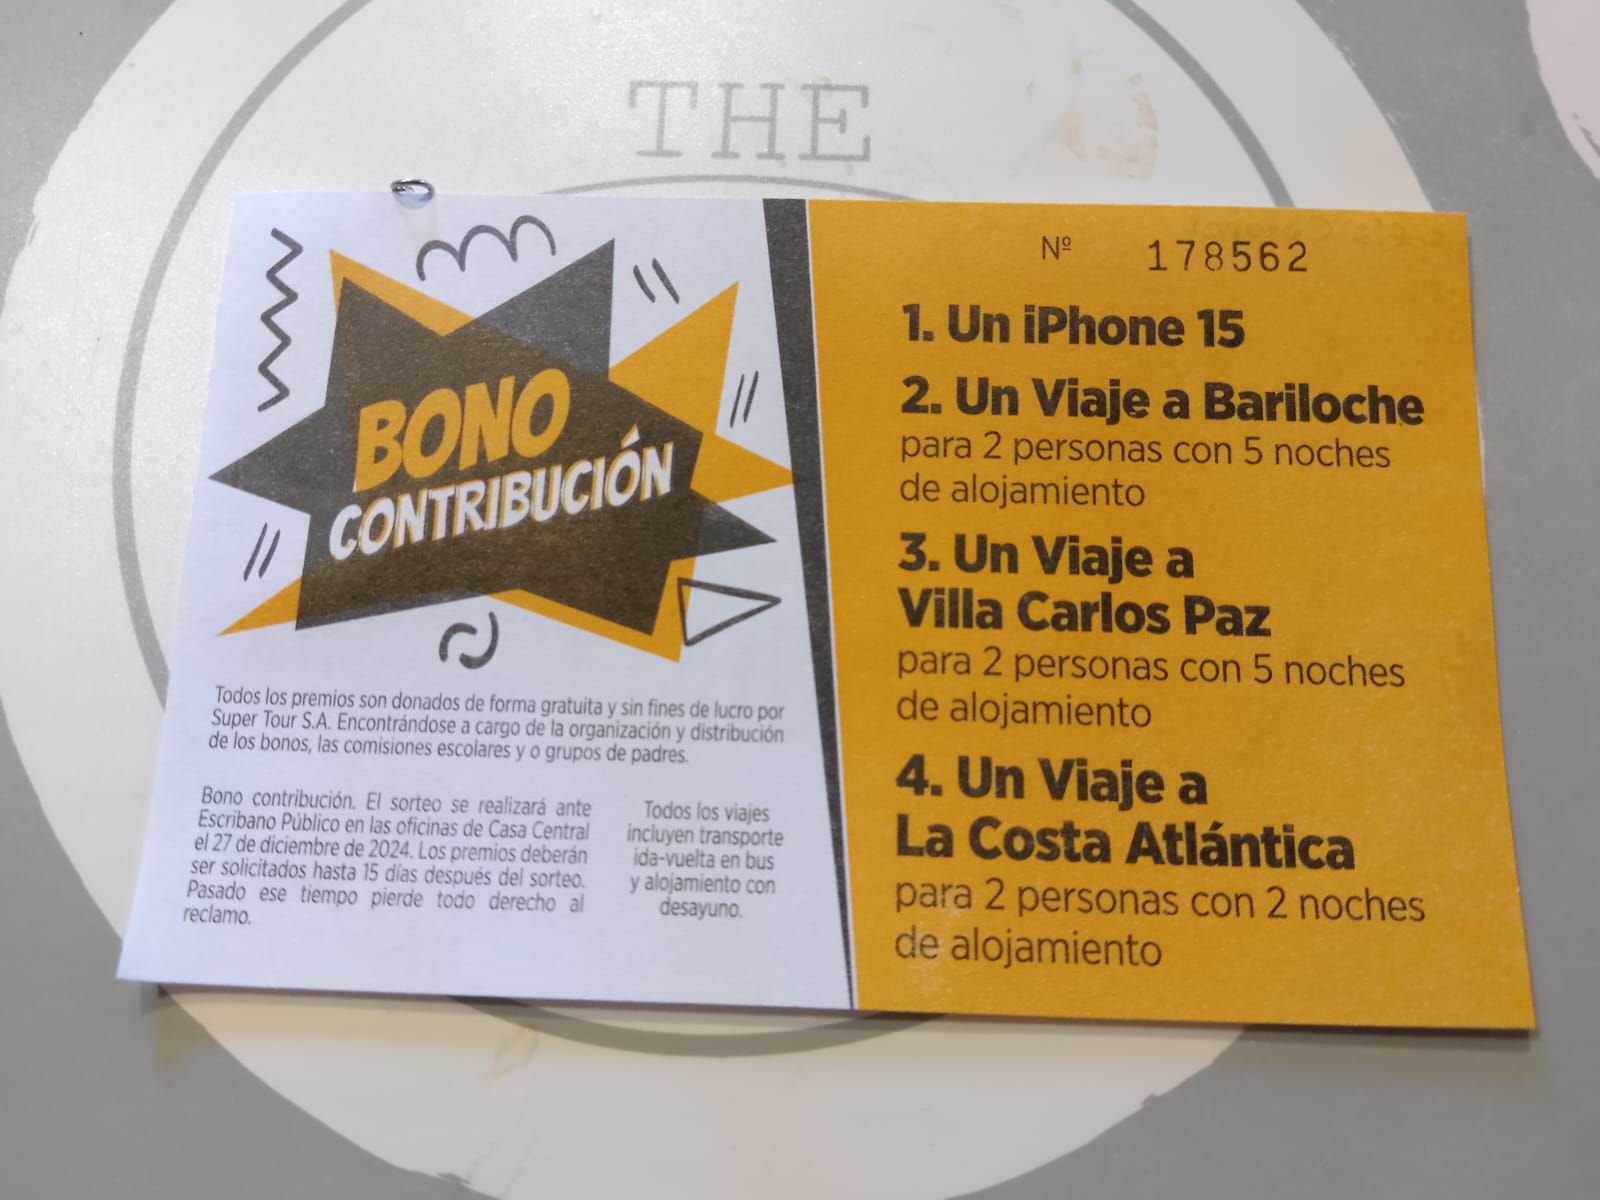 THE
BONO
CONTRIBUCIÓN
Todos los premios son donados de forma gratuita y sin fines de lucro por
Super Tour S.A. Encontrándose a cargo de la organización y distribución
de los bonos, las comisiones escolares y o grupos de padres.
Bono contribución. El sorteo se realizará ante
Escribano Público en las oficinas de Casa Central
el 27 de diciembre de 2024. Los premios deberán
ser solicitados hasta 15 días después del sorteo.
Pasado ese tiempo pierde todo derecho al
reclamo.
Todos los viajes
incluyen transporte
ida-vuelta en bus
y alojamiento con
desayuno.
Nº 178562
1. Un iPhone 15
2. Un Viaje a Bariloche
para 2 personas con 5 noches
de alojamiento
3. Un Viaje a
Villa Carlos Paz
para 2 personas con 5 noches
de alojamiento
4. Un Viaje a
La Costa Atlántica
para 2 personas con 2 noches
de alojamiento